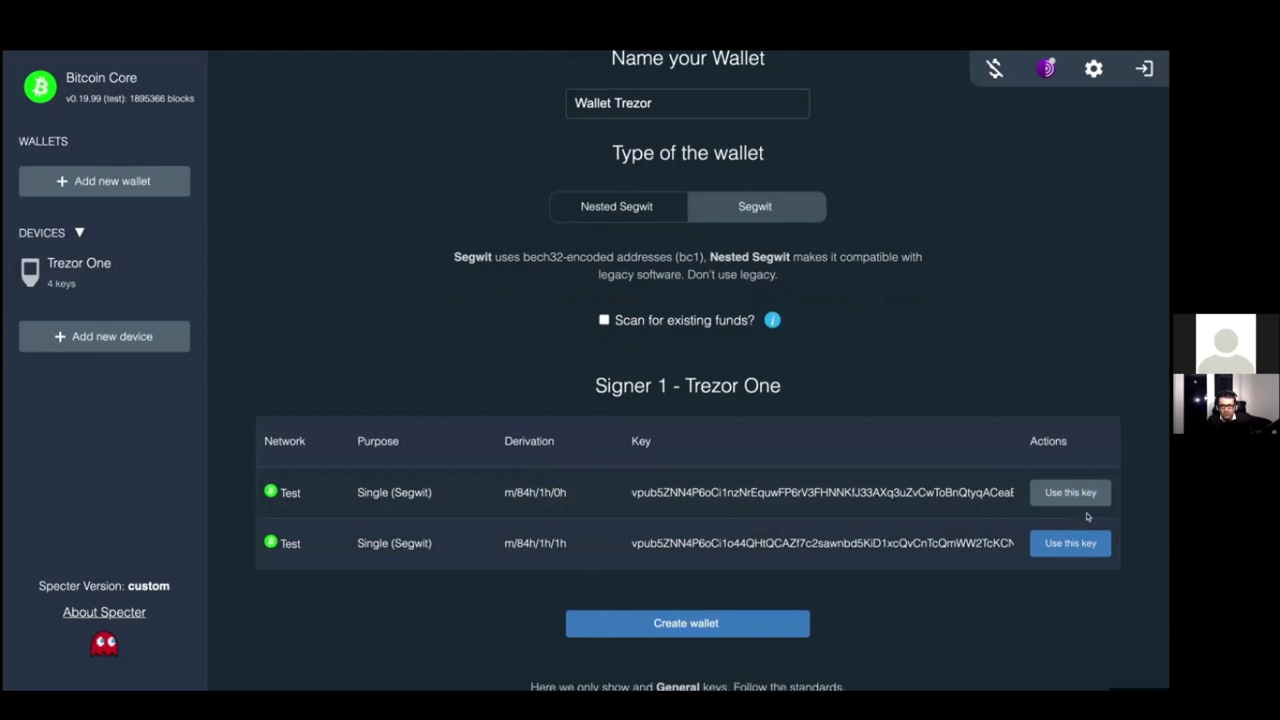 Bitcoin Core
v0.19.99 (test): 1895366 blocks
WALLETS
+ Add new wallet
DEVICES ▼
Trezor One
4 keys
+ Add new device
Specter Version: custom
About Specter
Name your Wallet
Wallet Trezor
Type of the wallet
Nested Segwit Segwit
Segwit uses bech32-encoded addresses (bc1), Nested Segwit makes it compatible with
legacy software. Don't use legacy.
Scan for existing funds?
Signer 1 - Trezor One
Network Purpose Derivation Key Actions
Test Single (Segwit) m/84h/1h/0h Use this key
Test Single (Segwit) m/84h/1h/1h Use this key
Create wallet
Here we only show and General keys. Follow the standards.